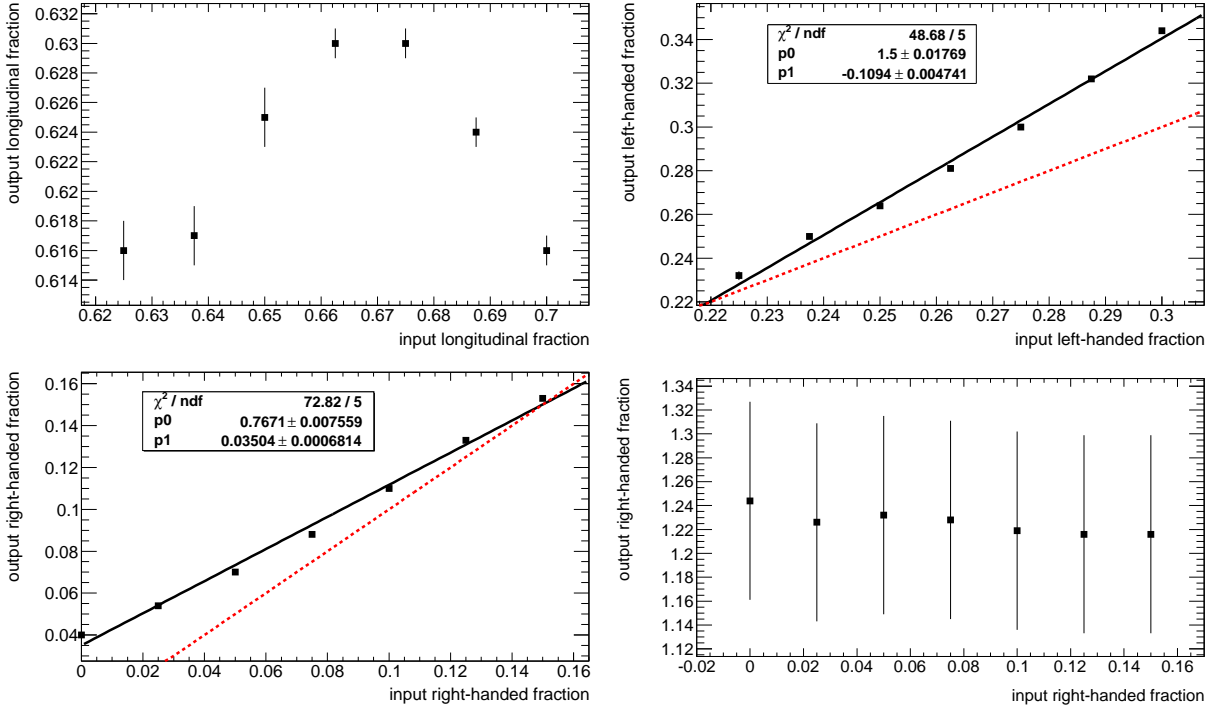 output longitudinal fraction
0.632
0.63
0.628
0.626
0.624
0.622
0.62
0.618
0.616
0.614
0.62 0.63 0.64 0.65 0.66 0.67 0.68 0.69 0.7
input longitudinal fraction
output left-handed fraction
χ² / ndf 48.68 / 5
p0 1.5 ± 0.01769
p1 -0.1094 ± 0.004741
0.34
0.32
0.3
0.28
0.26
0.24
0.22
0.22 0.23 0.24 0.25 0.26 0.27 0.28 0.29 0.3
input left-handed fraction
output right-handed fraction
χ² / ndf 72.82 / 5
p0 0.7671 ± 0.007559
p1 0.03504 ± 0.0006814
0.16
0.14
0.12
0.1
0.08
0.06
0.04
0 0.02 0.04 0.06 0.08 0.1 0.12 0.14 0.16
input right-handed fraction
output right-handed fraction
1.34
1.32
1.3
1.28
1.26
1.24
1.22
1.2
1.18
1.16
1.14
1.12
-0.02 0 0.02 0.04 0.06 0.08 0.1 0.12 0.14 0.16
input right-handed fraction